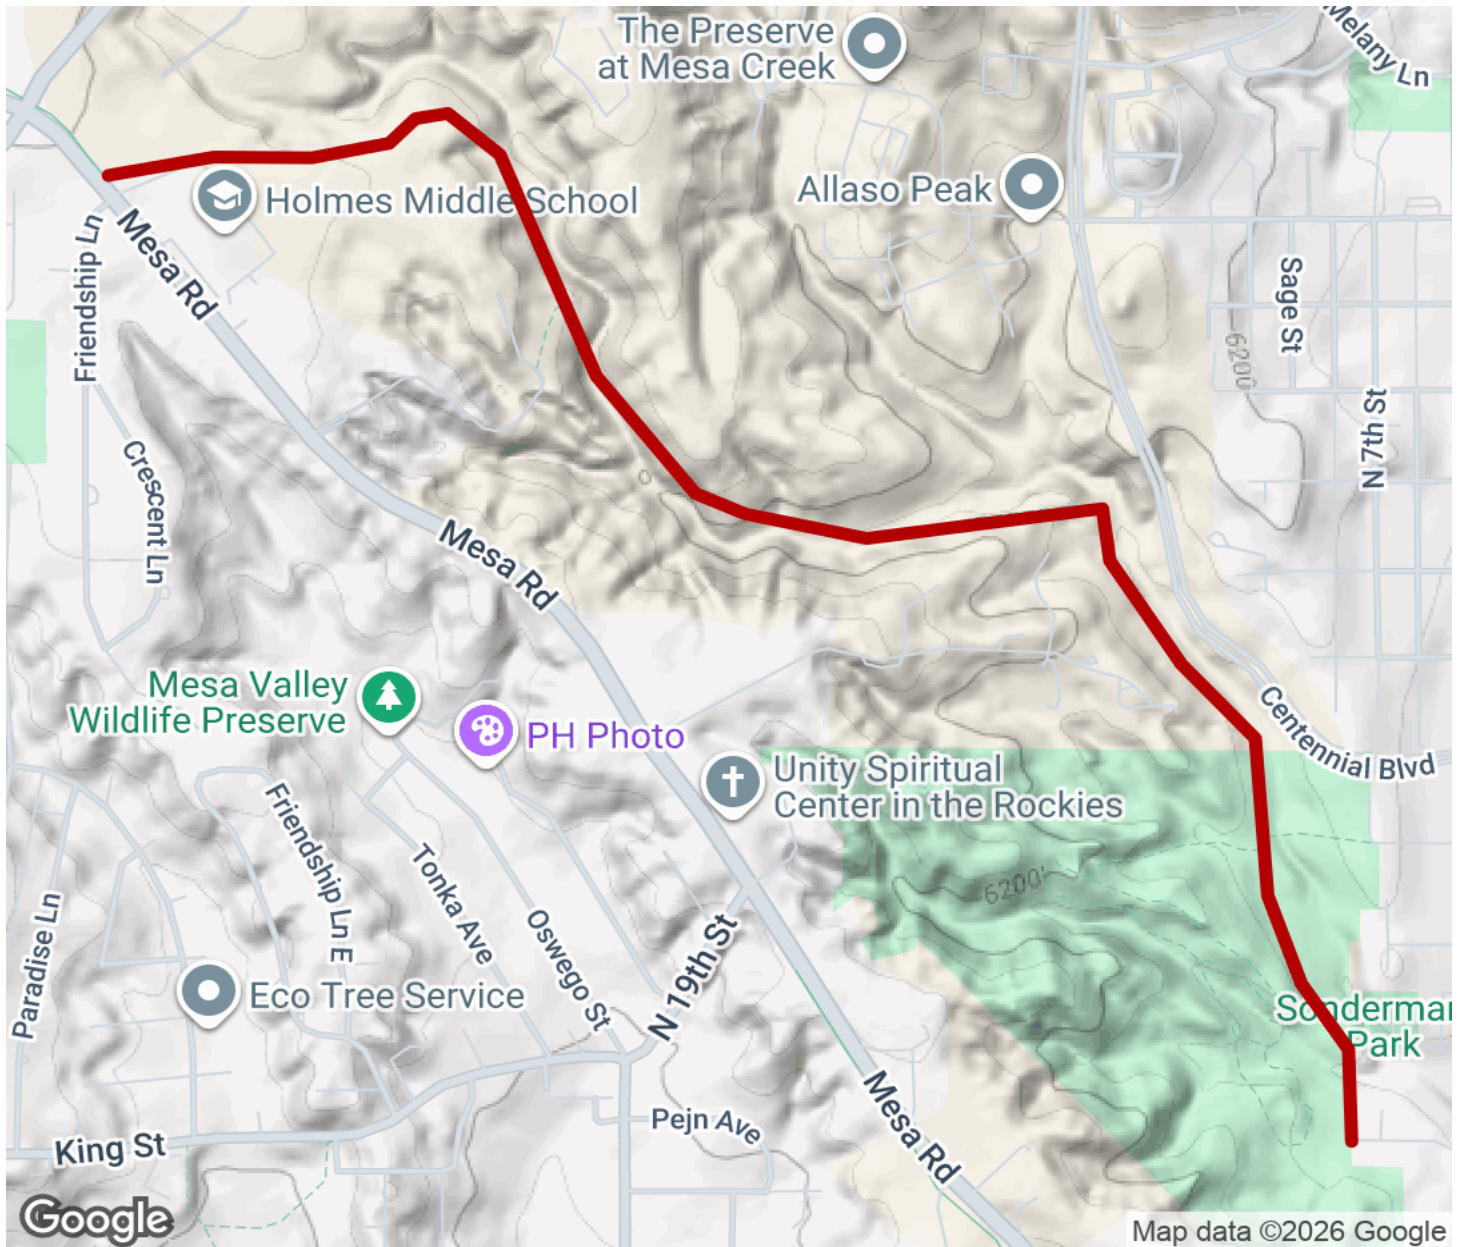 The Preserve
at Mesa Creek
Melany Ln
Holmes Middle School
Allaso Peak
Friendship Ln
Mesa Rd
Sage St
6200
N 7th St
Crescent Ln
Mesa Rd
Mesa Valley
Wildlife Preserve
PH Photo
Centennial Blvd
Unity Spiritual
Center in the Rockies
Friendship Ln E
Tonka Ave
6200'
Paradise Ln
Oswego St
N 19th St
Eco Tree Service
Sonderman
Park
Mesa Rd
Pejn Ave
King St
Google
Map data ©2026 Google